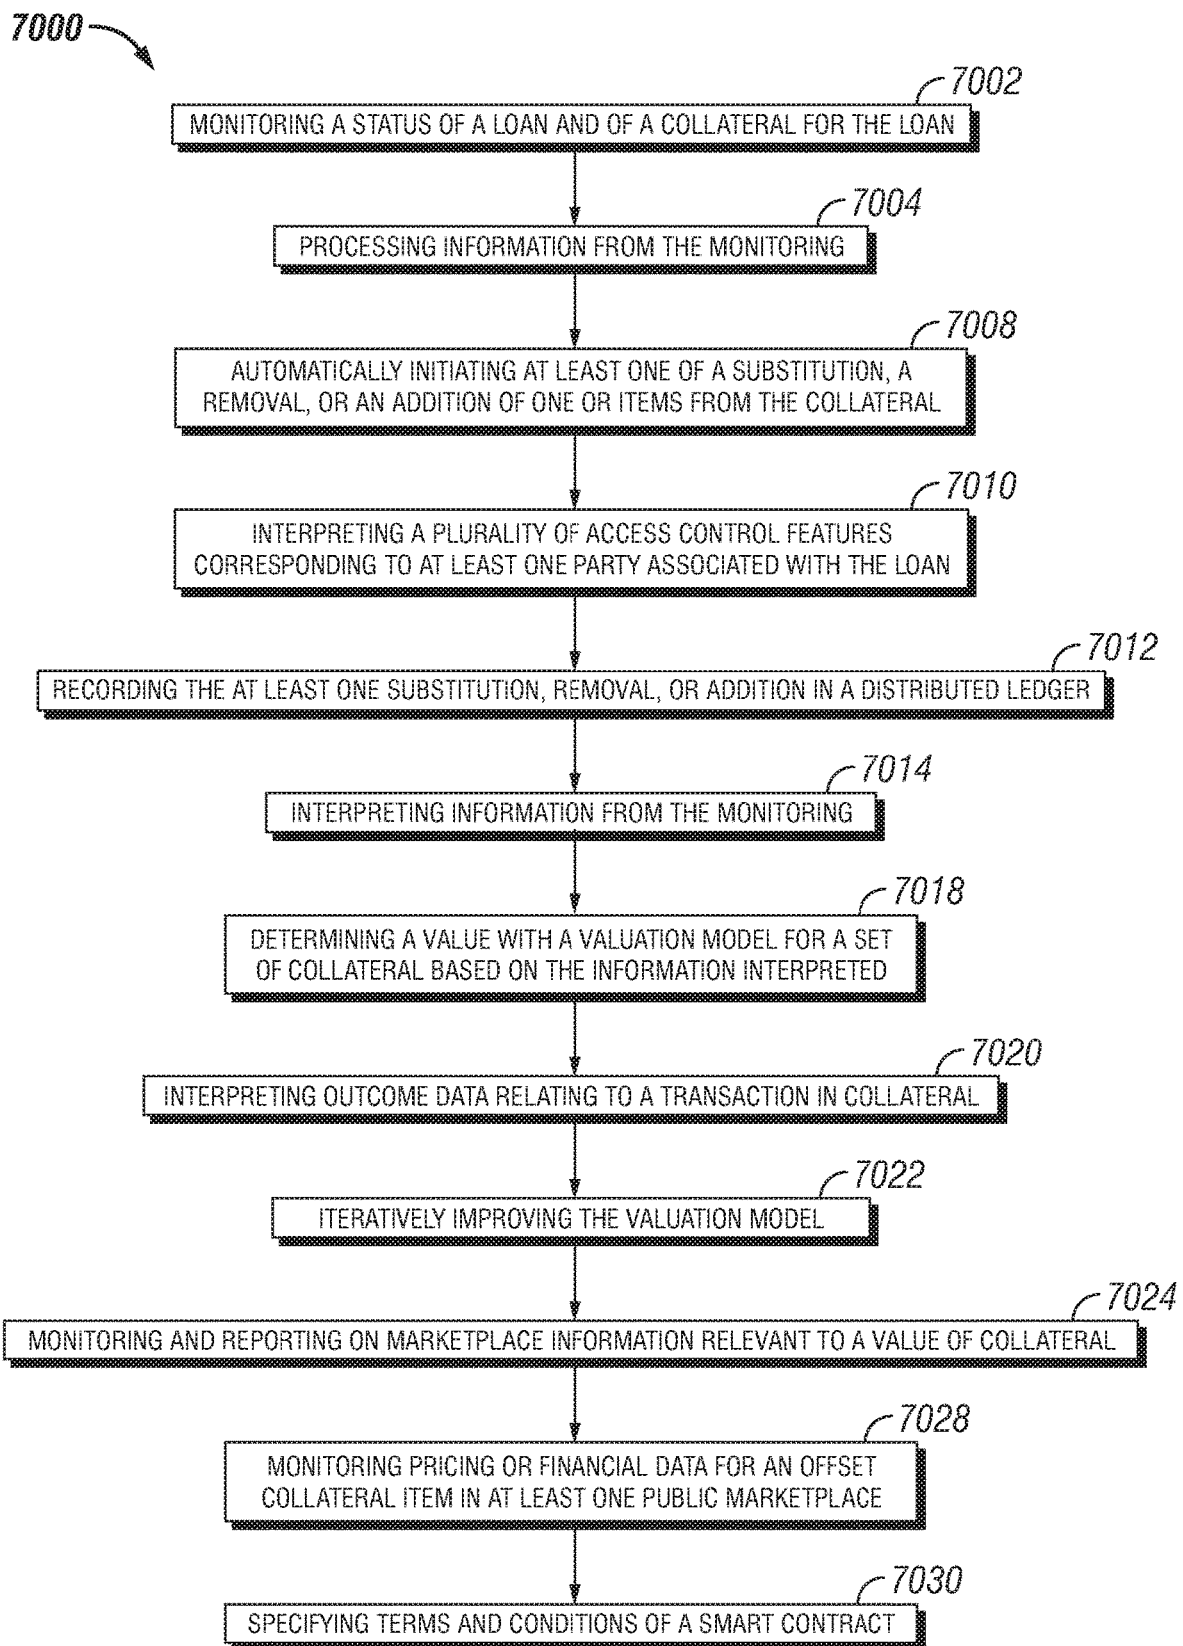 7000
7002
MONITORING A STATUS OF A LOAN AND OF A COLLATERAL FOR THE LOAN
7004
PROCESSING INFORMATION FROM THE MONITORING
7008
AUTOMATICALLY INITIATING AT LEAST ONE OF A SUBSTITUTION, A
REMOVAL, OR AN ADDITION OF ONE OR ITEMS FROM THE COLLATERAL
7010
INTERPRETING A PLURALITY OF ACCESS CONTROL FEATURES
CORRESPONDING TO AT LEAST ONE PARTY ASSOCIATED WITH THE LOAN
7012
RECORDING THE AT LEAST ONE SUBSTITUTION, REMOVAL, OR ADDITION IN A DISTRIBUTED LEDGER
7014
INTERPRETING INFORMATION FROM THE MONITORING
7018
DETERMINING A VALUE WITH A VALUATION MODEL FOR A SET
OF COLLATERAL BASED ON THE INFORMATION INTERPRETED
7020
INTERPRETING OUTCOME DATA RELATING TO A TRANSACTION IN COLLATERAL
7022
ITERATIVELY IMPROVING THE VALUATION MODEL
7024
MONITORING AND REPORTING ON MARKETPLACE INFORMATION RELEVANT TO A VALUE OF COLLATERAL
7028
MONITORING PRICING OR FINANCIAL DATA FOR AN OFFSET
COLLATERAL ITEM IN AT LEAST ONE PUBLIC MARKETPLACE
7030
SPECIFYING TERMS AND CONDITIONS OF A SMART CONTRACT